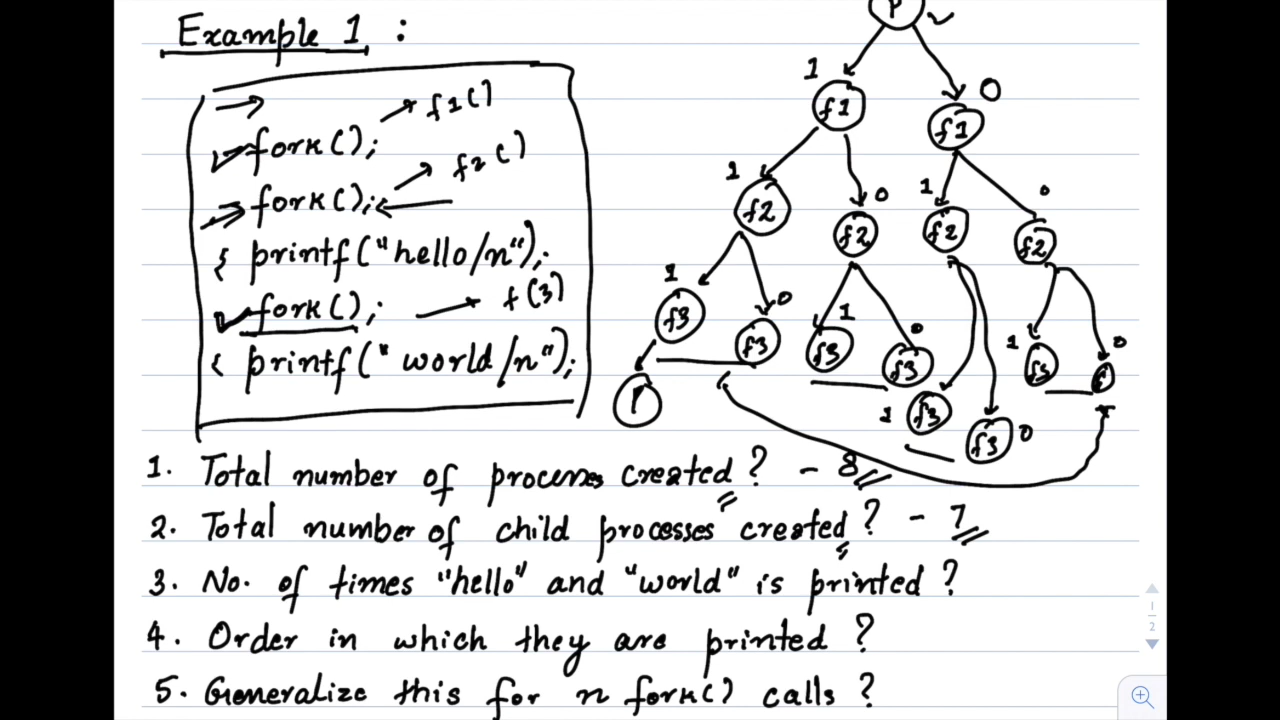 Example 1 :
P
1 0
f1 f1
fork(); f1()
fork(); f2()
1 0 1 0
f2 f2 f2 f2
{ printf("hello/n");
fork(); f(3)
{ printf(" world/n");
1 0 1 0 1 0
f3 f3 f3 f3 f3 f
1 f3 f3 0
1. Total number of processes created ? - 8
2. Total number of child processes created ? - 7
3. No. of times "hello" and "world" is printed ?
4. Order in which they are printed ?
5. Generalize this for n fork() calls ?
1
2